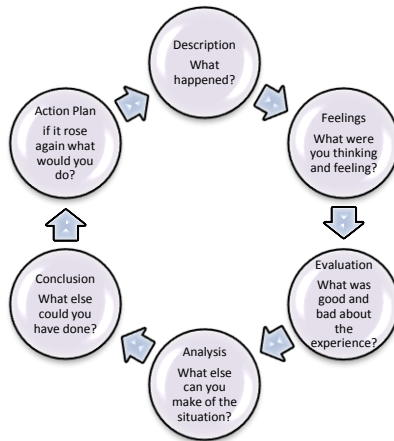 Description
What
happened?
Feelings
What were
you thinking
and feeling?
Evaluation
What was
good and
bad about
the
experience?
Analysis
What else
can you
make of the
situation?
Conclusion
What else
could you
have done?
Action Plan
if it rose
again what
would you
do?